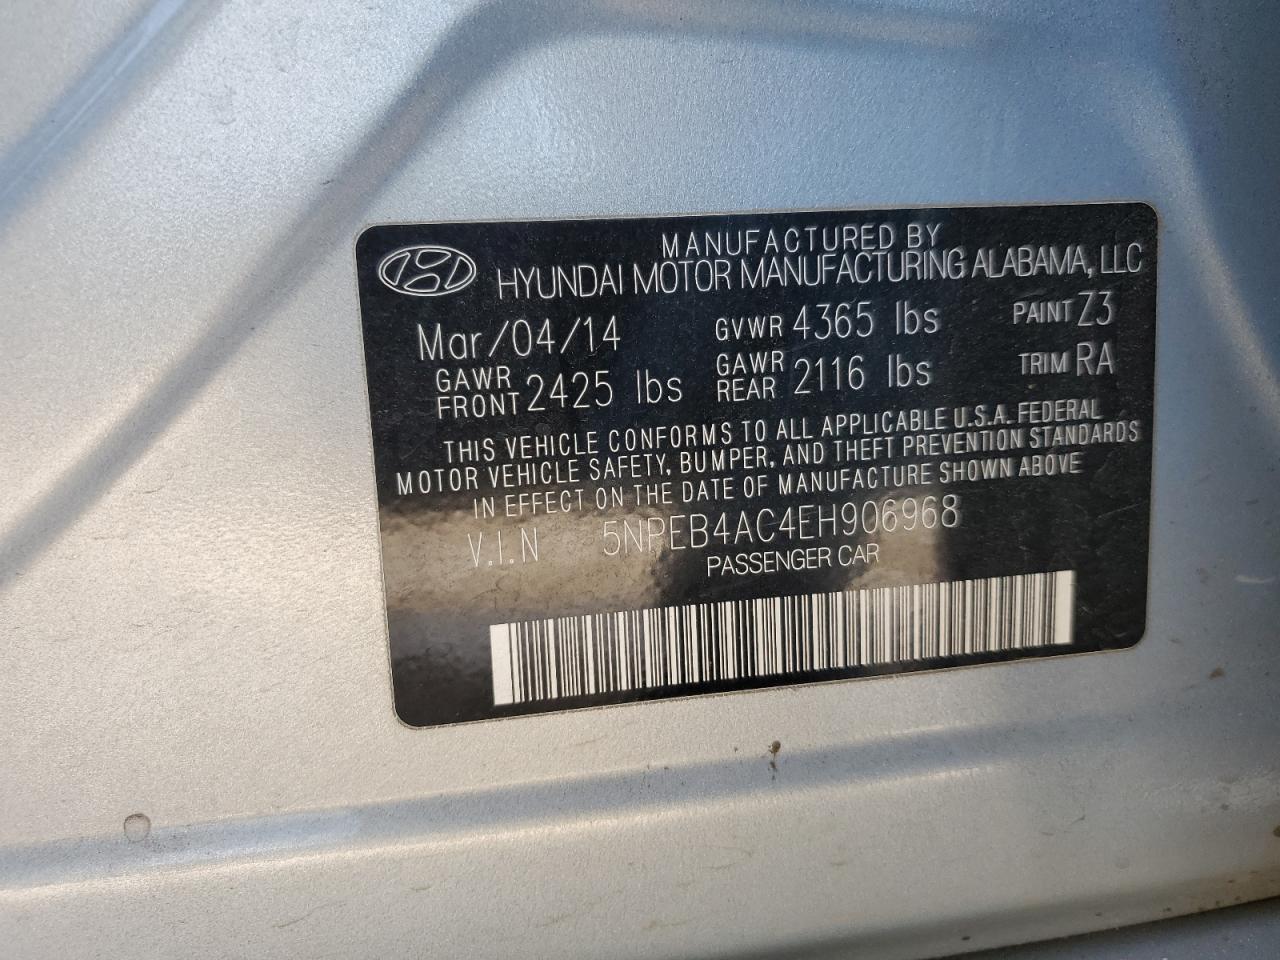 MANUFACTURED BY
HYUNDAI MOTOR MANUFACTURING ALABAMA, LLC
Mar/04/14 GVWR 4365 lbs PAINT Z3
GAWR FRONT 2425 lbs GAWR REAR 2116 lbs TRIM RA
THIS VEHICLE CONFORMS TO ALL APPLICABLE U.S.A. FEDERAL
MOTOR VEHICLE SAFETY, BUMPER, AND THEFT PREVENTION STANDARDS
IN EFFECT ON THE DATE OF MANUFACTURE SHOWN ABOVE
V.I.N 5NPEB4AC4EH906968
PASSENGER CAR